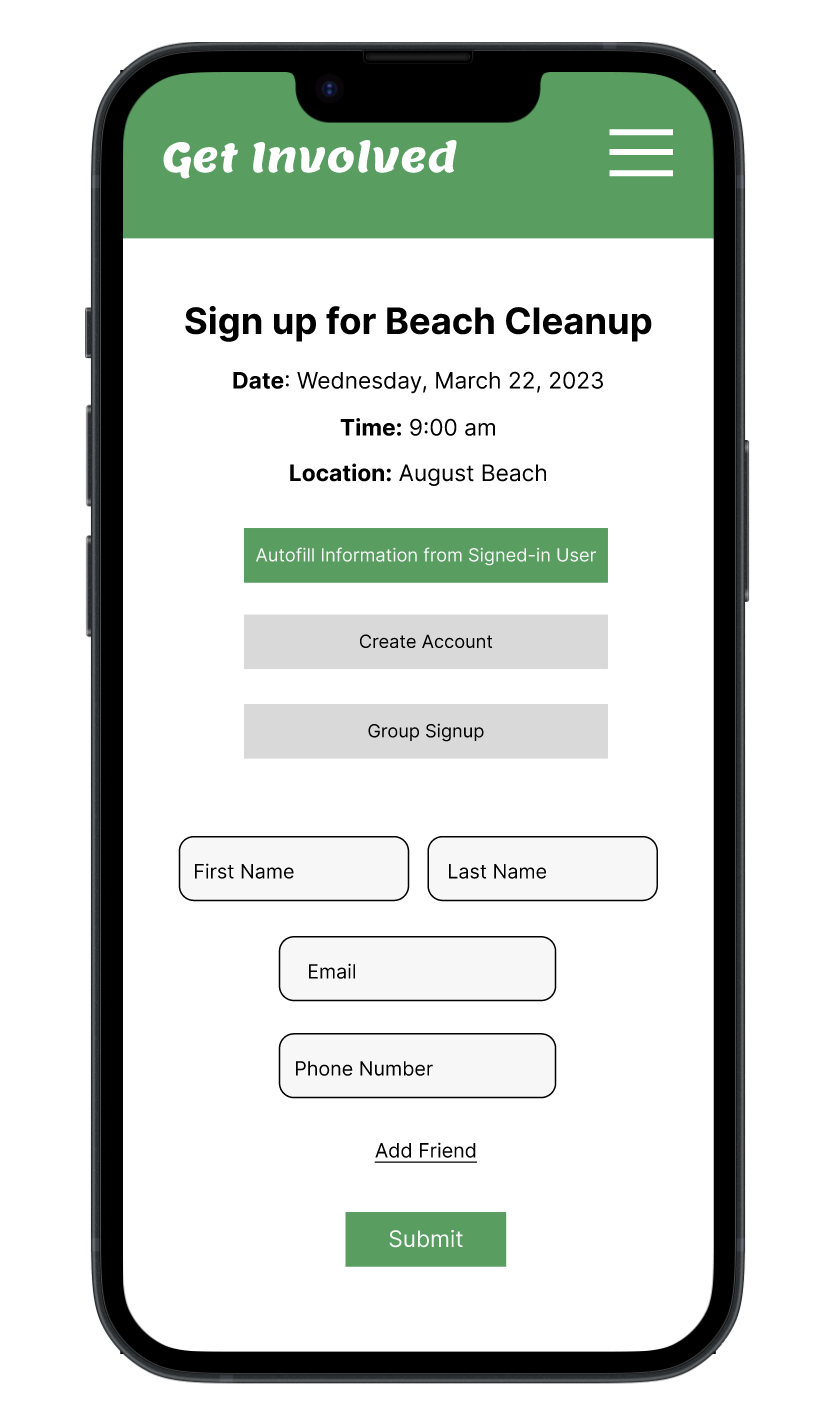 Get Involved
Sign up for Beach Cleanup
Date: Wednesday, March 22, 2023
Time: 9:00 am
Location: August Beach
Autofill Information from Signed-in User
Create Account
Group Signup
First Name
Last Name
Email
Phone Number
Add Friend
Submit